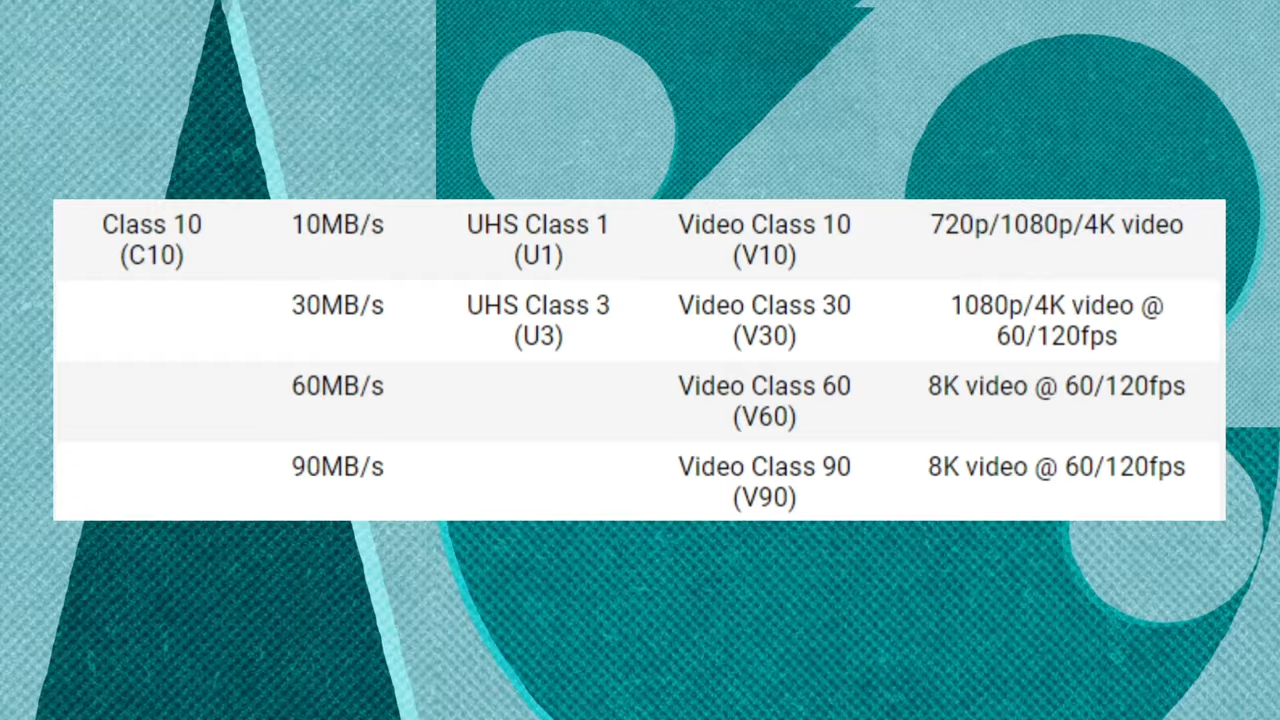 Class 10 10MB/s UHS Class 1 Video Class 10 720p/1080p/4K video
(C10) (U1) (V10)
30MB/s UHS Class 3 Video Class 30 1080p/4K video @
(U3) (V30) 60/120fps
60MB/s Video Class 60 8K video @ 60/120fps
(V60)
90MB/s Video Class 90 8K video @ 60/120fps
(V90)